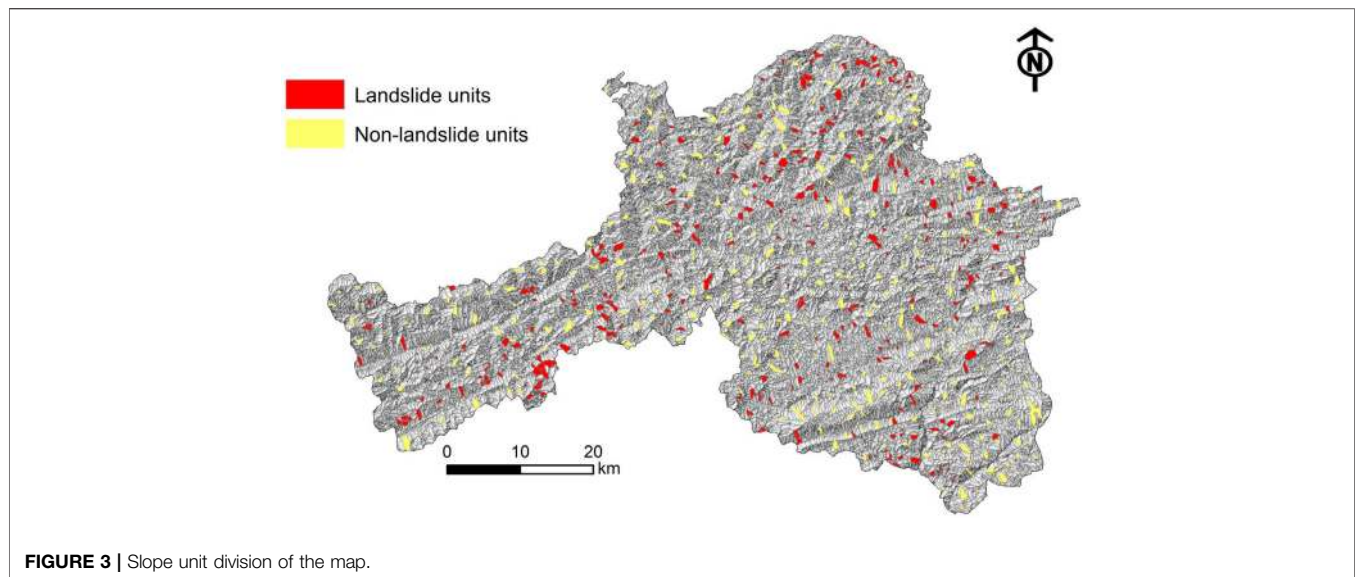 N
Landslide units
Non-landslide units
0 10 20
km
FIGURE 3 | Slope unit division of the map.